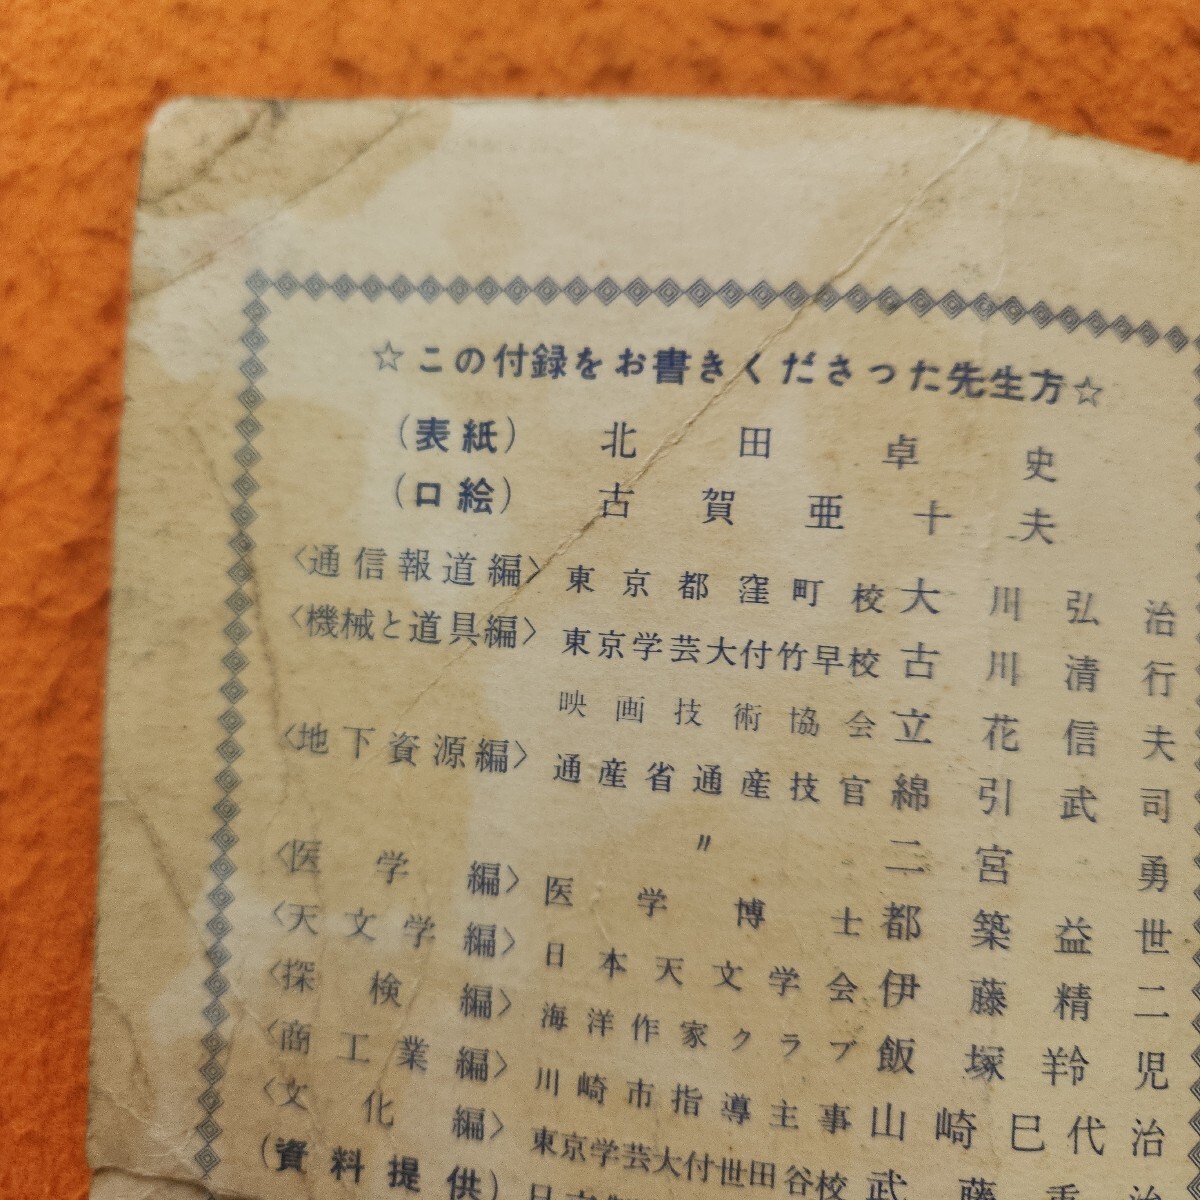 ☆この付録をお書きくださった先生方☆
(表紙) 北田卓史
(口絵) 古賀亜十夫
〈通信報道編〉 東京都窪町校 大川弘治
〈機械と道具編〉 東京学芸大付竹早校 古川清行
映画技術協会 立花信夫
〈地下資源編〉 通産省通産技官 綿引武司
〃 二宮勇
〈医学編〉 医学博士 都築益世
〈天文学編〉 日本天文学会 伊藤精二
〈探検編〉 海洋作家クラブ 飯塚羚児
〈商工業編〉 川崎市指導主事 山崎巳代治
〈文化編〉 東京学芸大付世田谷校 武藤
(資料提供)